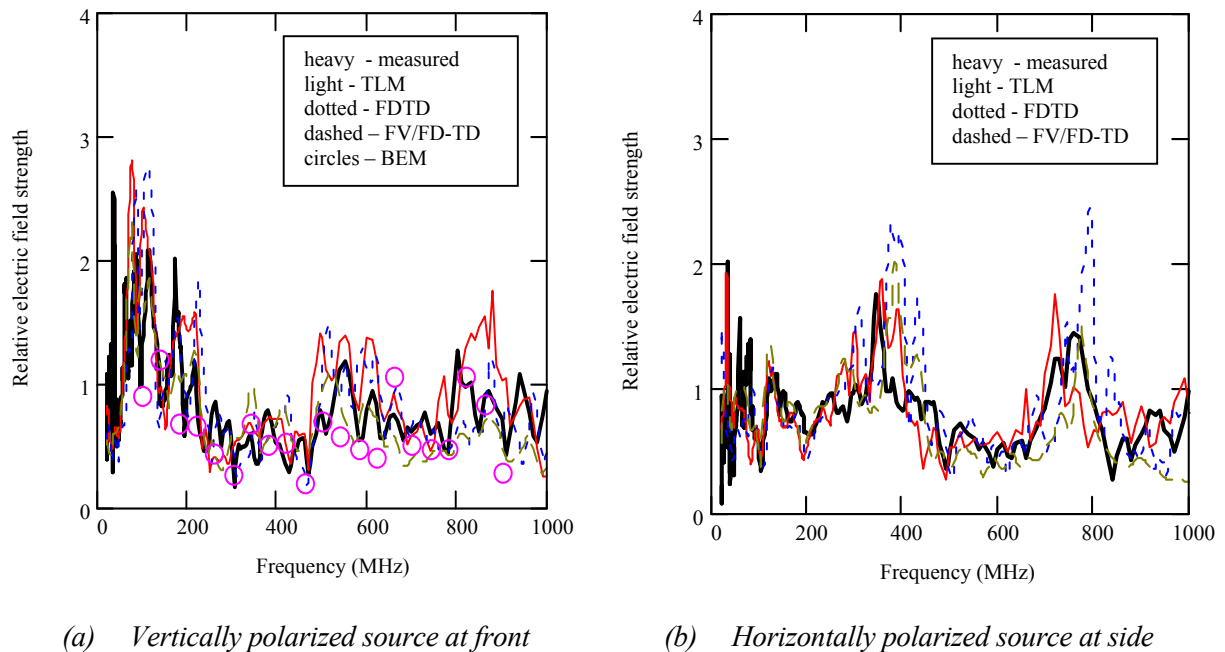 4
3
2
1
0
Relative electric field strength
heavy - measured
light - TLM
dotted - FDTD
dashed – FV/FD-TD
circles – BEM
0 200 400 600 800 1000
Frequency (MHz)
(a) Vertically polarized source at front
4
3
2
1
0
Relative electric field strength
heavy - measured
light - TLM
dotted - FDTD
dashed – FV/FD-TD
0 200 400 600 800 1000
Frequency (MHz)
(b) Horizontally polarized source at side